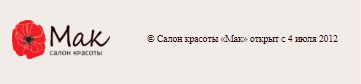 Мак
салон красоты
© Салон красоты «Мак» открыт с 4 июля 2012